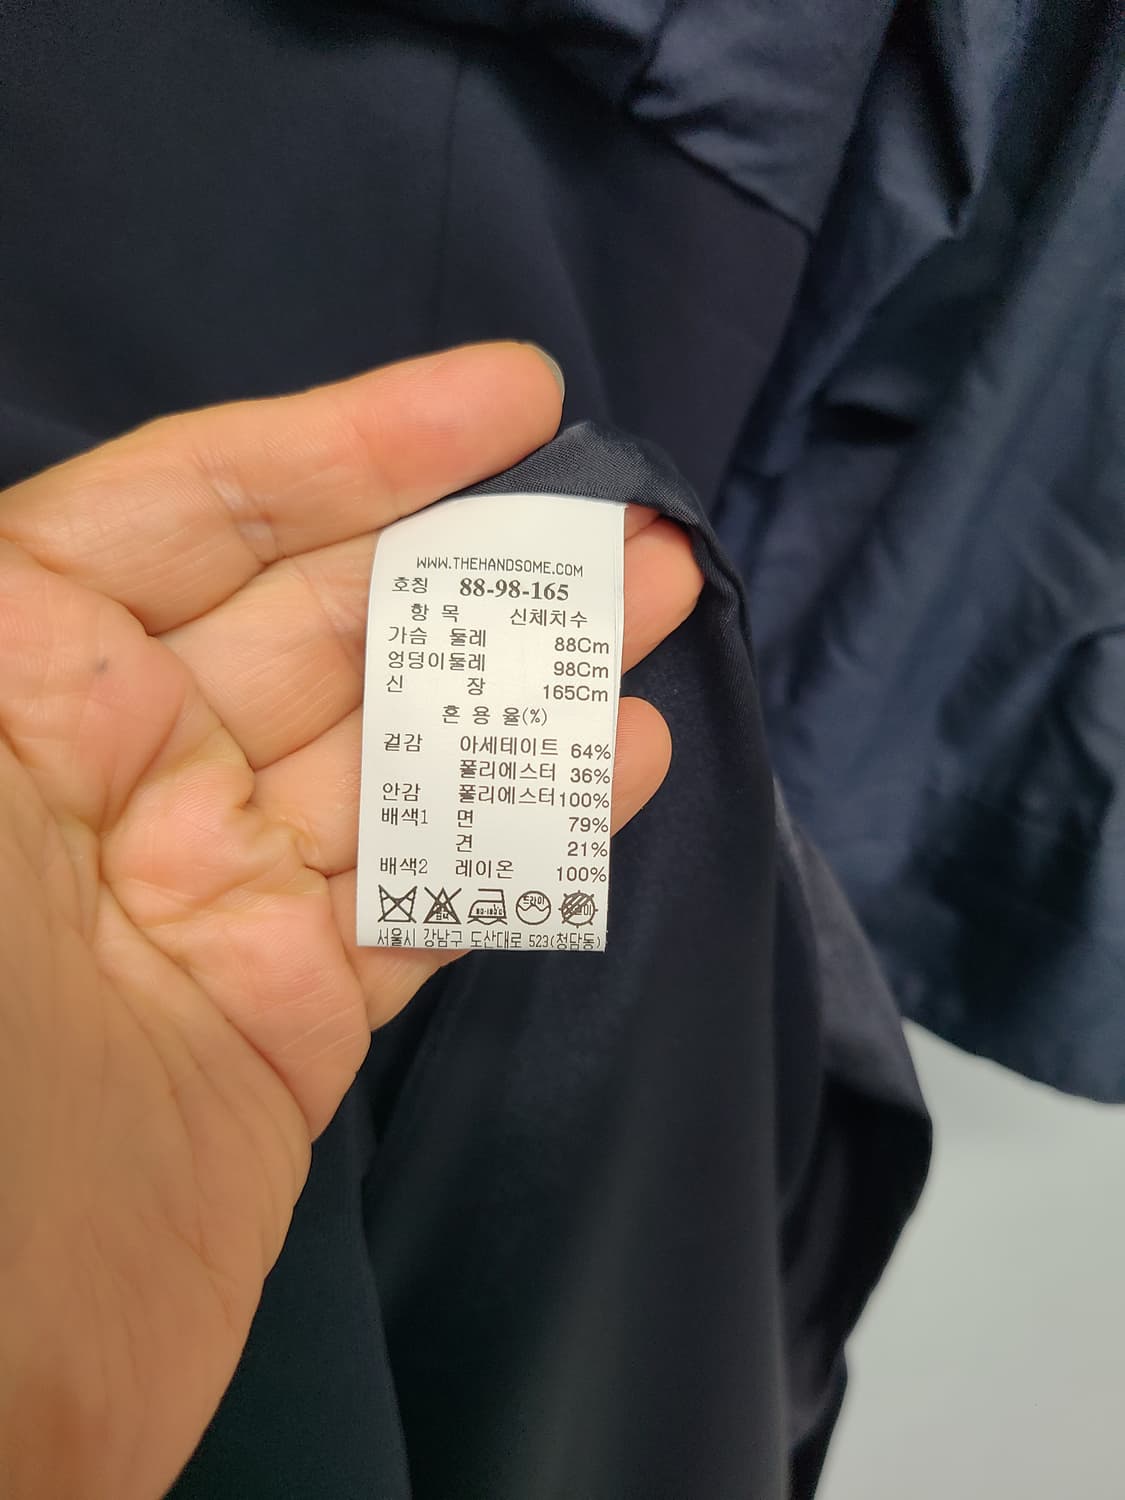 WWW.THEHANDSOME.COM
호칭 88-98-165
항 목 신체치수
가슴 둘레 88Cm
엉덩이둘레 98Cm
신 장 165Cm
혼 용 율(%)
겉감 아세테이트 64%
폴리에스터 36%
안감 폴리에스터 100%
배색1 면 79%
견 21%
배색2 레이온 100%
드라이
서울시 강남구 도산대로 523(청담동)